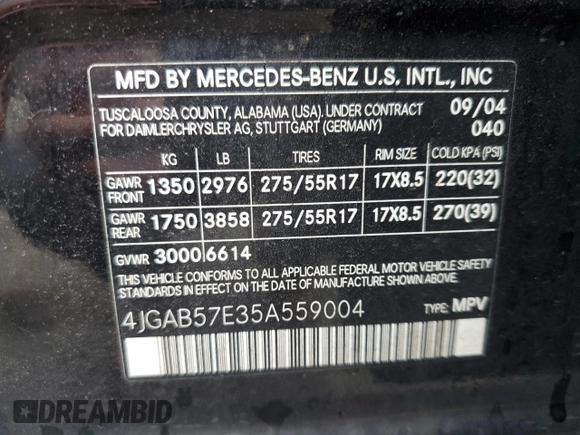 MFD BY MERCEDES-BENZ U.S. INTL., INC
TUSCALOOSA COUNTY, ALABAMA (USA). UNDER CONTRACT 09/04
FOR DAIMLERCHRYSLER AG, STUTTGART (GERMANY) 040
KG LB TIRES RIM SIZE COLD KPA (PSI)
GAWR FRONT 1350 2976 275/55R17 17X8.5 220(32)
GAWR REAR 1750 3858 275/55R17 17X8.5 270(39)
GVWR 3000 6614
THIS VEHICLE CONFORMS TO ALL APPLICABLE FEDERAL MOTOR VEHICLE SAFETY
STANDARDS IN EFFECT ON THE DATE OF MANUFACTURE SHOWN ABOVE.
4JGAB57E35A559004 TYPE: MPV
DREAMBID